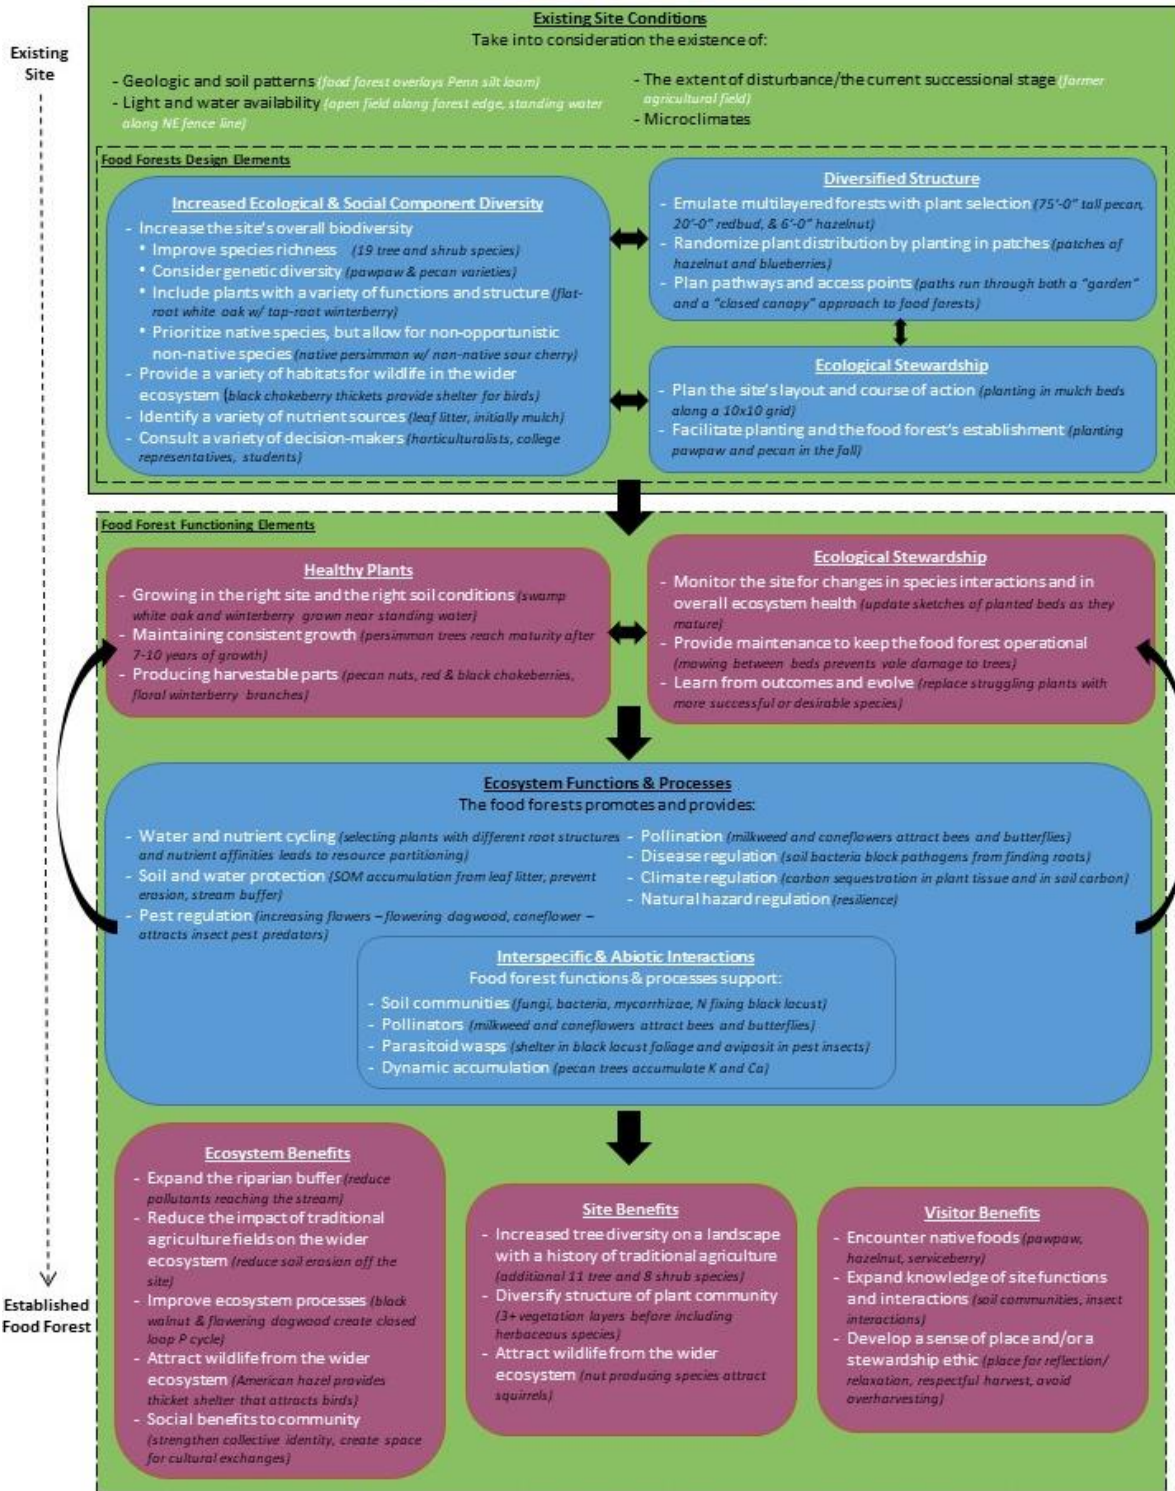 Existing Site Conditions
Take into consideration the existence of:
Existing
Site
- Geologic and soil patterns (food forest overlays Penn silt loam)
- Light and water availability (open field along forest edge, standing water
along NE fence line)
- The extent of disturbance/the current successional stage (former
agricultural field)
- Microclimates
Food Forests Design Elements
Increased Ecological & Social Component Diversity
- Increase the site's overall biodiversity
• Improve species richness (19 tree and shrub species)
• Consider genetic diversity (pawpaw & pecan varieties)
• Include plants with a variety of functions and structure (flat-
root white oak w/ tap-root winterberry)
• Prioritize native species, but allow for non-opportunistic
non-native species (native persimmon w/ non-native sour cherry)
- Provide a variety of habitats for wildlife in the wider
ecosystem (black chokeberry thickets provide shelter for birds)
- Identify a variety of nutrient sources (leaf litter, initially mulch)
- Consult a variety of decision-makers (horticulturalists, college
representatives, students)
Diversified Structure
- Emulate multilayered forests with plant selection (75'-0" tall pecan,
20'-0" redbud, & 6'-0" hazelnut)
- Randomize plant distribution by planting in patches (patches of
hazelnut and blueberries)
- Plan pathways and access points (paths run through both a "garden"
and a "closed canopy" approach to food forests)
Ecological Stewardship
- Plan the site's layout and course of action (planting in mulch beds
along a 10x10 grid)
- Facilitate planting and the food forest's establishment (planting
pawpaw and pecan in the fall)
Food Forest Functioning Elements
Healthy Plants
- Growing in the right site and the right soil conditions (swamp
white oak and winterberry grown near standing water)
- Maintaining consistent growth (persimmon trees reach maturity after
7-10 years of growth)
- Producing harvestable parts (pecan nuts, red & black chokeberries,
floral winterberry branches)
Ecological Stewardship
- Monitor the site for changes in species interactions and in
overall ecosystem health (update sketches of planted beds as they
mature)
- Provide maintenance to keep the food forest operational
(mowing between beds prevents vole damage to trees)
- Learn from outcomes and evolve (replace struggling plants with
more successful or desirable species)
Ecosystem Functions & Processes
The food forests promotes and provides:
- Water and nutrient cycling (selecting plants with different root structures
and nutrient affinities leads to resource partitioning)
- Soil and water protection (SOM accumulation from leaf litter, prevent
erosion, stream buffer)
- Pest regulation (increasing flowers – flowering dogwood, coneflower –
attracts insect pest predators)
- Pollination (milkweed and coneflowers attract bees and butterflies)
- Disease regulation (soil bacteria block pathogens from finding roots)
- Climate regulation (carbon sequestration in plant tissue and in soil carbon)
- Natural hazard regulation (resilience)
Interspecific & Abiotic Interactions
Food forest functions & processes support:
- Soil communities (fungi, bacteria, mycorrhizae, N fixing black locust)
- Pollinators (milkweed and coneflowers attract bees and butterflies)
- Parasitoid wasps (shelter in black locust foliage and oviposit in pest insects)
- Dynamic accumulation (pecan trees accumulate K and Ca)
Ecosystem Benefits
- Expand the riparian buffer (reduce
pollutants reaching the stream)
- Reduce the impact of traditional
agriculture fields on the wider
ecosystem (reduce soil erosion off the
site)
- Improve ecosystem processes (black
walnut & flowering dogwood create closed
loop P cycle)
- Attract wildlife from the wider
ecosystem (American hazel provides
thicket shelter that attracts birds)
- Social benefits to community
(strengthen collective identity, create space
for cultural exchanges)
Site Benefits
- Increased tree diversity on a landscape
with a history of traditional agriculture
(additional 11 tree and 8 shrub species)
- Diversify structure of plant community
(3+ vegetation layers before including
herbaceous species)
- Attract wildlife from the wider
ecosystem (nut producing species attract
squirrels)
Visitor Benefits
- Encounter native foods (pawpaw,
hazelnut, serviceberry)
- Expand knowledge of site functions
and interactions (soil communities, insect
interactions)
- Develop a sense of place and/or a
stewardship ethic (place for reflection/
relaxation, respectful harvest, avoid
overharvesting)
Established
Food Forest